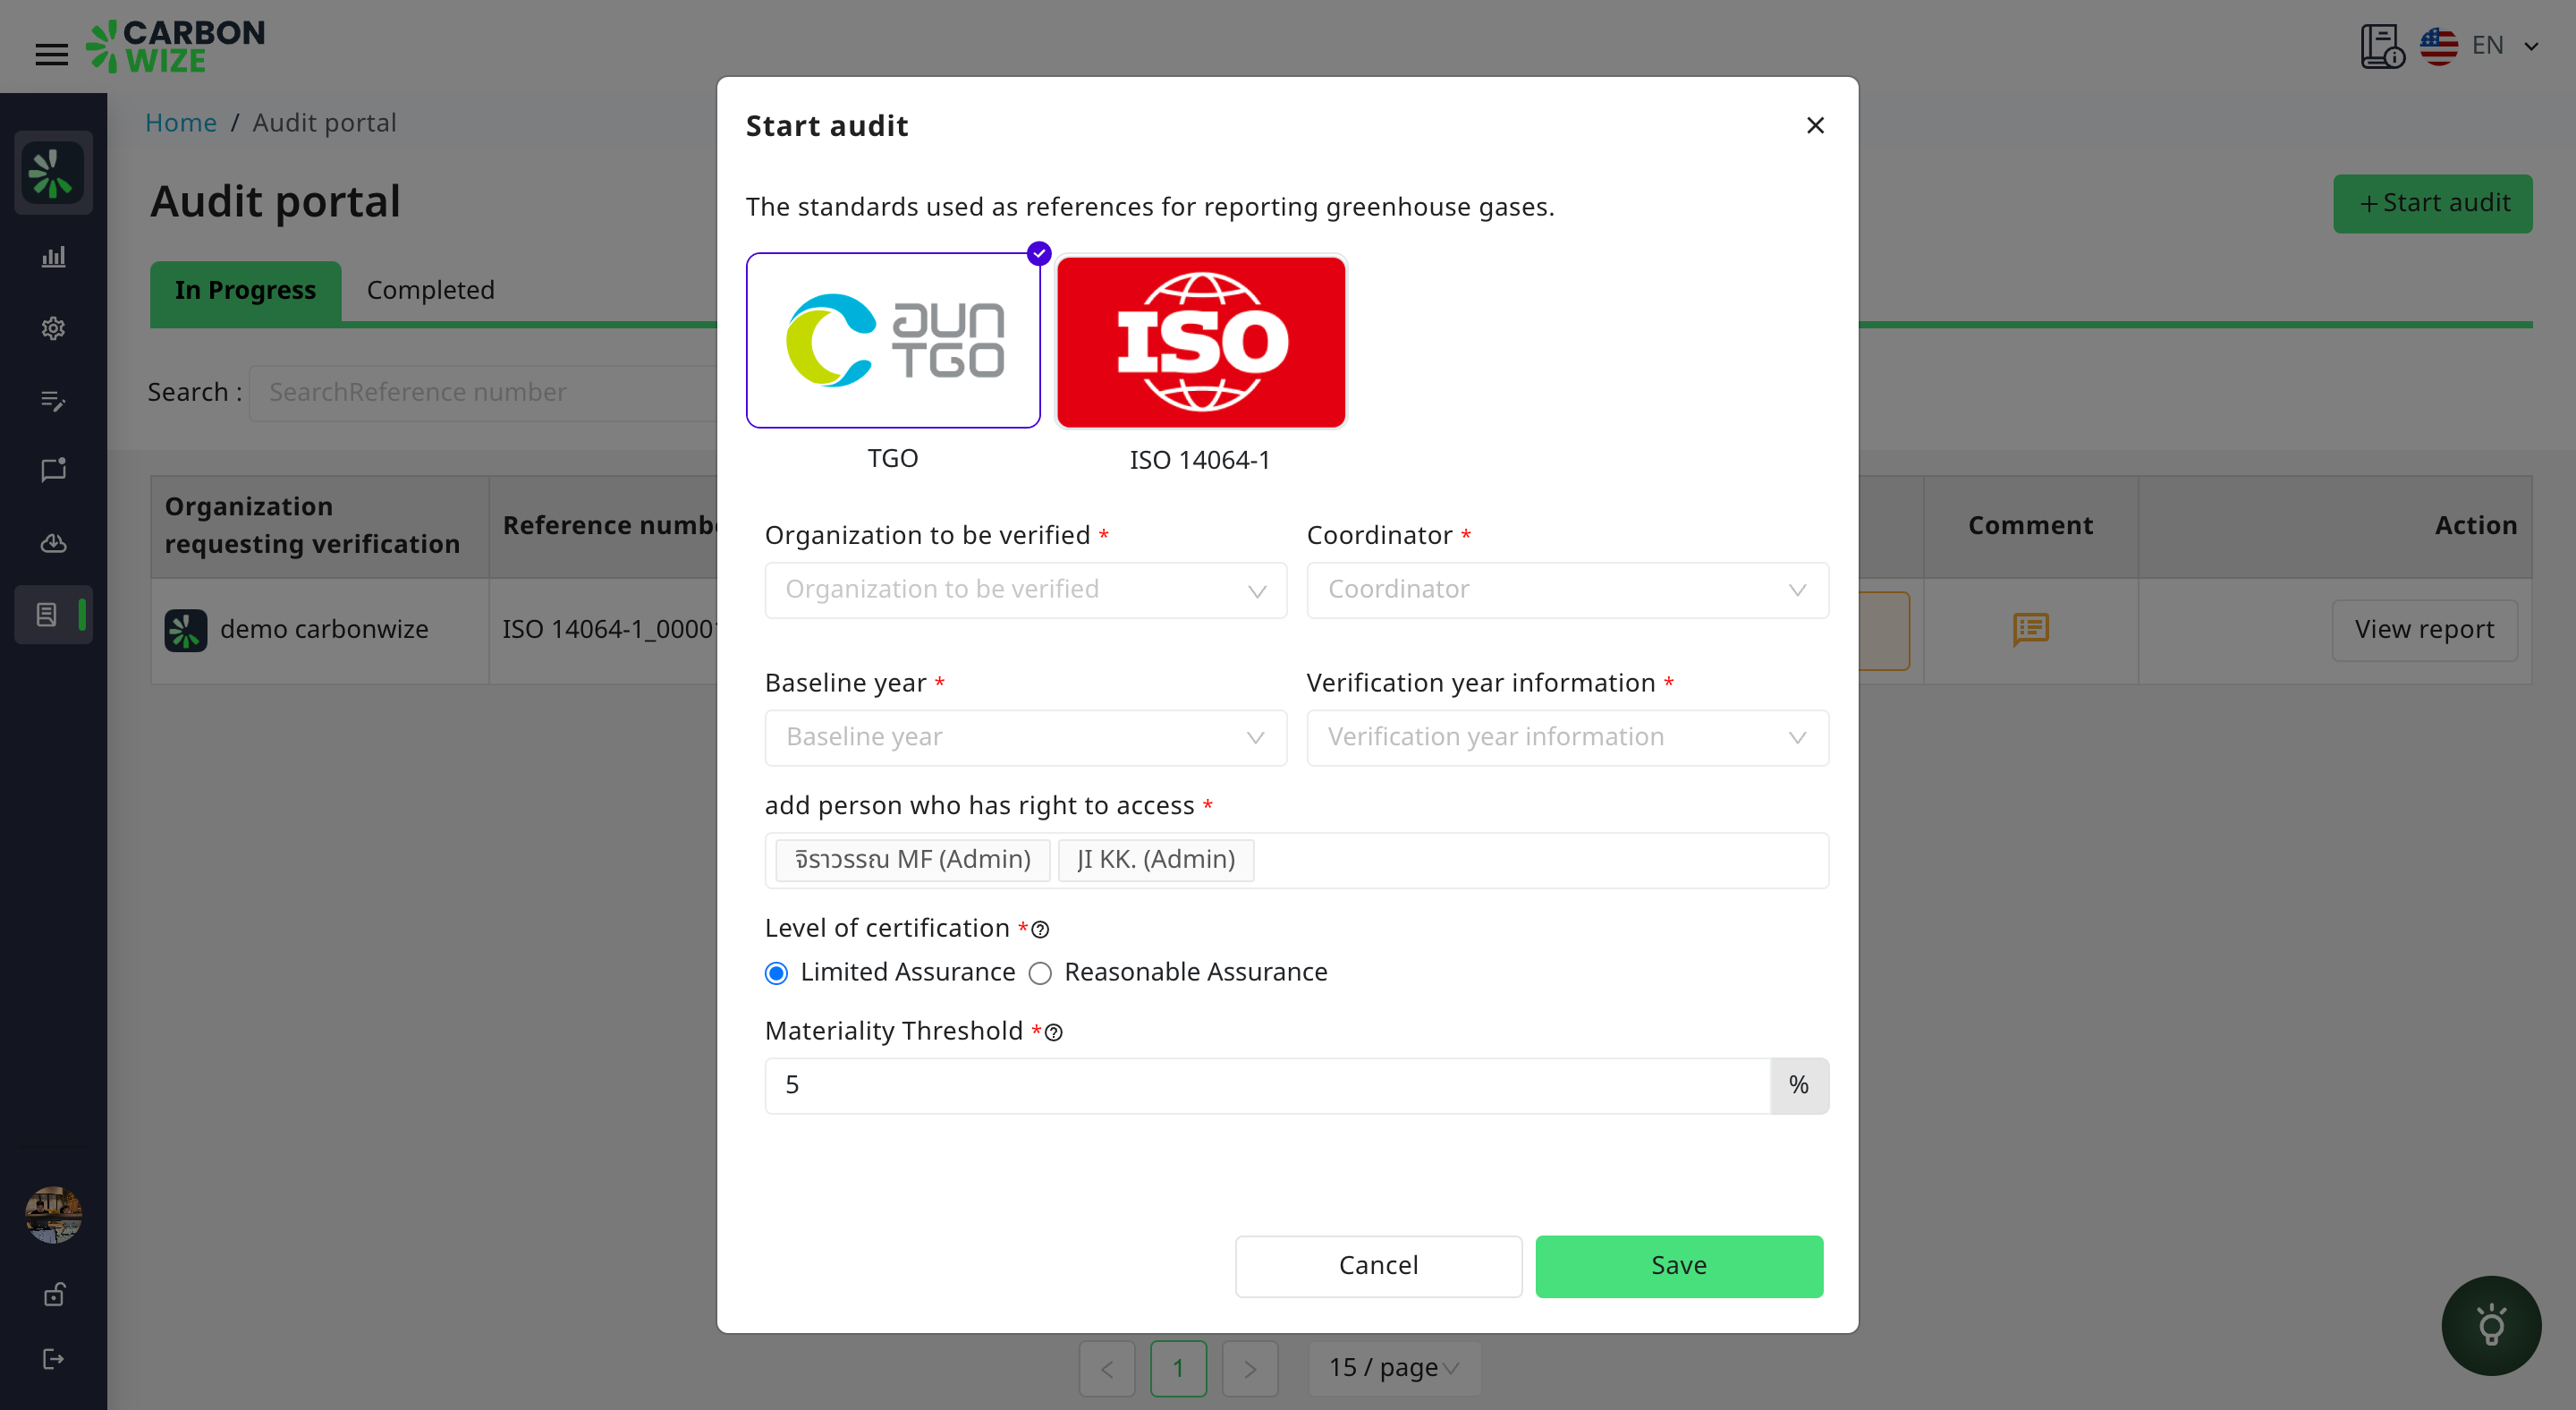 CARBON
WIZE
EN
Home / Audit portal
Audit portal
+ Start audit
In Progress
Completed
Search :
SearchReference number
Organization
requesting verification
Reference
Comment
Action
demo carbonwize
ISO 14064-1_0000
View report
15 / page
1
Start audit
The standards used as references for reporting greenhouse gases.
อบก
TGO
ISO
TGO
ISO 14064-1
Organization to be verified *
Coordinator *
Organization to be verified
Coordinator
Baseline year *
Verification year information *
Baseline year
Verification year information
add person who has right to access *
จิราวรรณ MF (Admin)
JI KK. (Admin)
Level of certification *
Limited Assurance
Reasonable Assurance
Materiality Threshold *
5
%
Cancel
Save